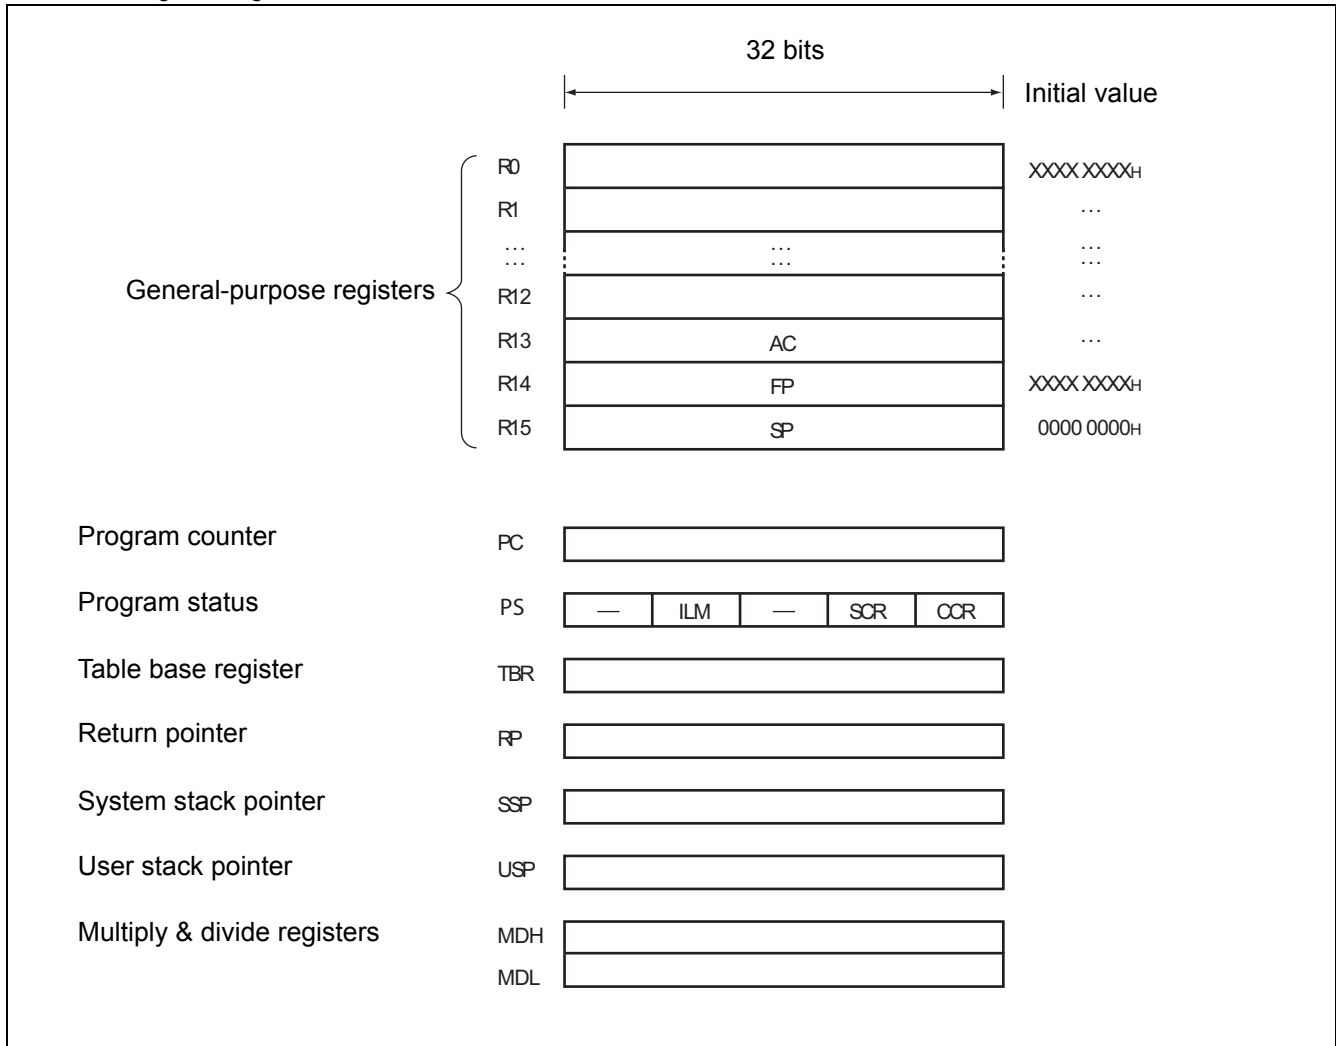 32 bits
Initial value
R0 XXXX XXXXH
R1 ...
... ... ...
... ... ...
General-purpose registers
R12 ...
R13 AC ...
R14 FP XXXX XXXXH
R15 SP 0000 0000H
Program counter PC
Program status PS — ILM — SCR CCR
Table base register TBR
Return pointer RP
System stack pointer SSP
User stack pointer USP
Multiply & divide registers MDH
MDL